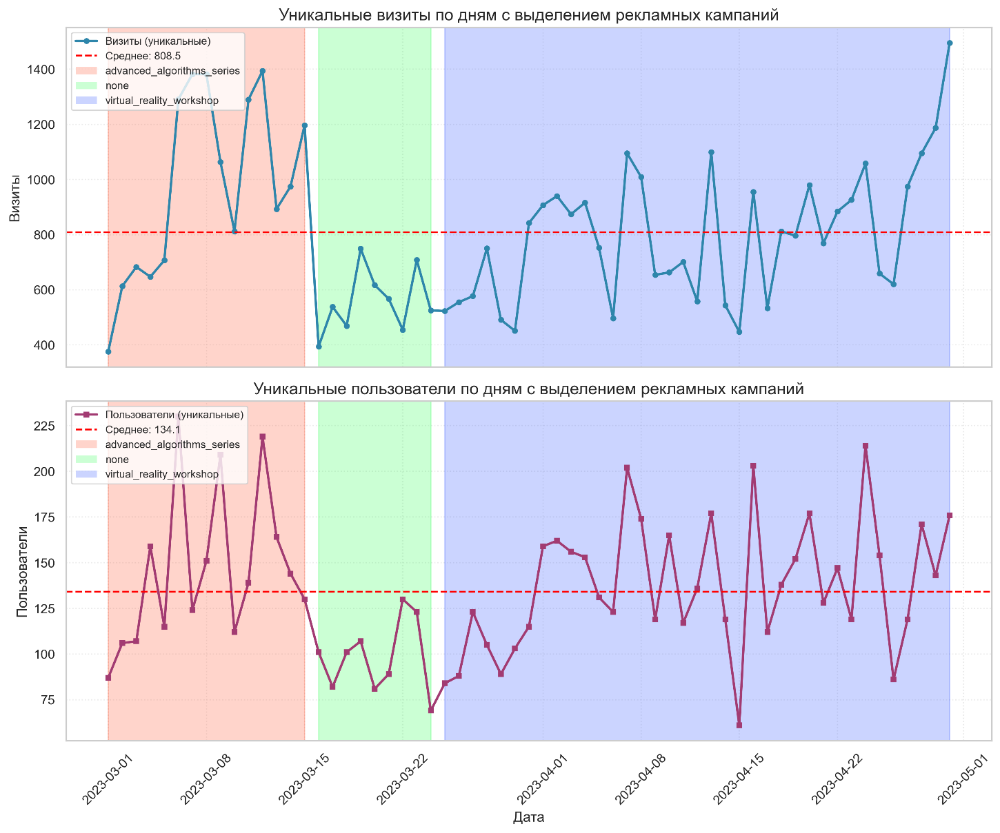 Уникальные визиты по дням с выделением рекламных кампаний
Визиты (уникальные)
Среднее: 808.5
advanced_algorithms_series
none
virtual_reality_workshop
1400
1200
1000
800
600
400
Визиты
Уникальные пользователи по дням с выделением рекламных кампаний
Пользователи (уникальные)
Среднее: 134.1
advanced_algorithms_series
none
virtual_reality_workshop
225
200
175
150
125
100
75
Пользователи
2023-03-01
2023-03-08
2023-03-15
2023-03-22
2023-04-01
2023-04-08
2023-04-15
2023-04-22
2023-05-01
Дата